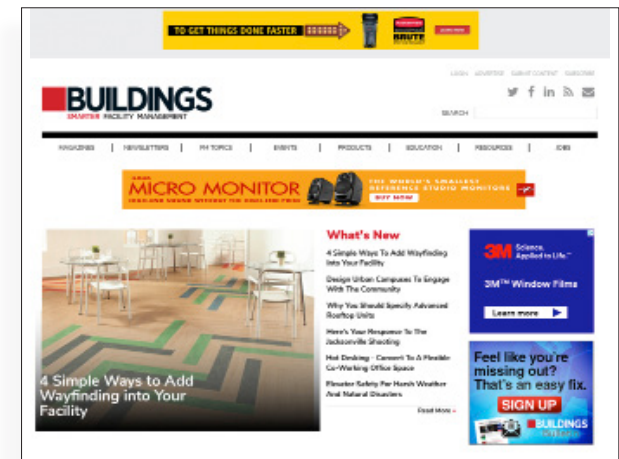 TO GET THINGS DONE FASTER
BRUTE
LEARN MORE
LOGIN ADVERTISE SUBMIT CONTENT SUBSCRIBE
BUILDINGS
SMARTER FACILITY MANAGEMENT
SEARCH
MAGAZINES | NEWSLETTERS | FM TOPICS | EVENTS | PRODUCTS | EDUCATION | RESOURCES | JOBS
MICRO MONITOR
THE WORLD'S SMALLEST
REFERENCE STUDIO MONITORS
BUY NOW
4 Simple Ways to Add
Wayfinding into Your
Facility
What's New
4 Simple Ways To Add Wayfinding
Into Your Facility
Design Urban Campuses To Engage
With The Community
Why You Should Specify Advanced
Rooftop Units
Here's Your Response To The
Jacksonville Shooting
Hot Desking - Convert To A Flexible
Co-Working Office Space
Elevator Safety For Harsh Weather
And Natural Disasters
Read More
3M Science.
Applied to Life.™
3M™ Window Films
Learn more
Feel like you're
missing out?
That's an easy fix.
SIGN UP
BUILDINGS